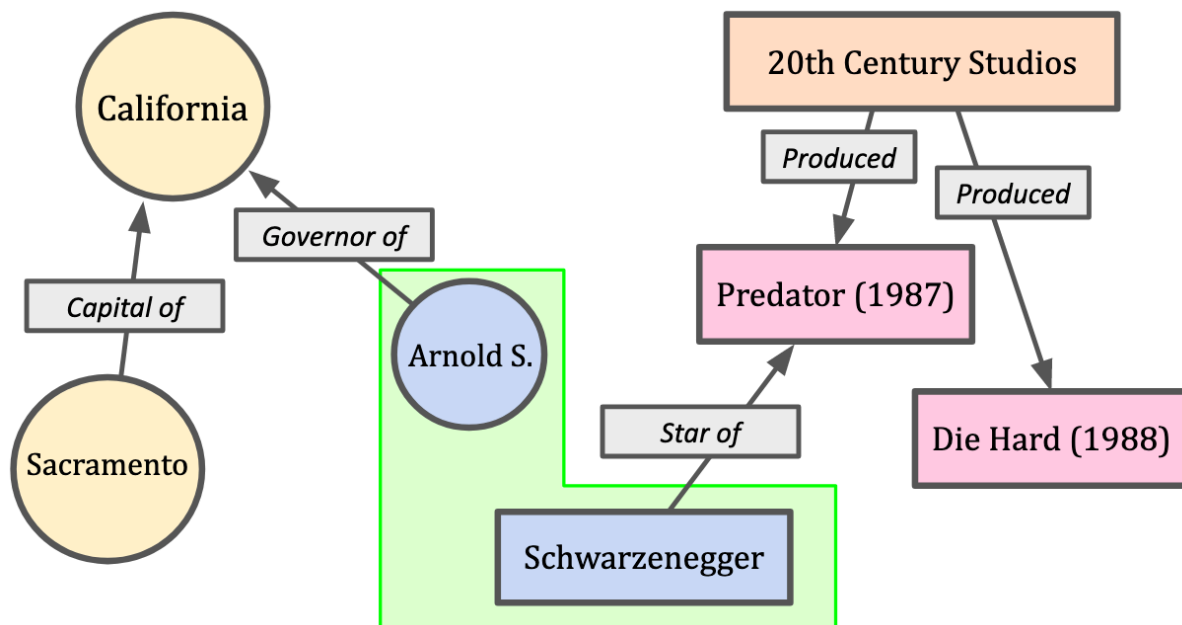 California
20th Century Studios
Produced
Produced
Governor of
Capital of
Predator (1987)
Arnold S.
Star of
Die Hard (1988)
Sacramento
Schwarzenegger